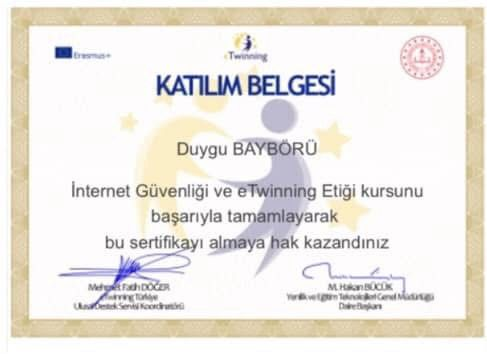 Erasmus+
eTwinning
KATILIM BELGESİ
Duygu BAYBÖRÜ
İnternet Güvenliği ve eTwinning Etiği kursunu
başarıyla tamamlayarak
bu sertifikayı almaya hak kazandınız
Mehmet Fatih DÖĞER
eTwinning Türkiye
Ulusal Destek Servisi Koordinatörü
M. Hakan BÜCÜK
Yenilik ve Eğitim Teknolojileri Genel Müdürlüğü
Daire Başkanı